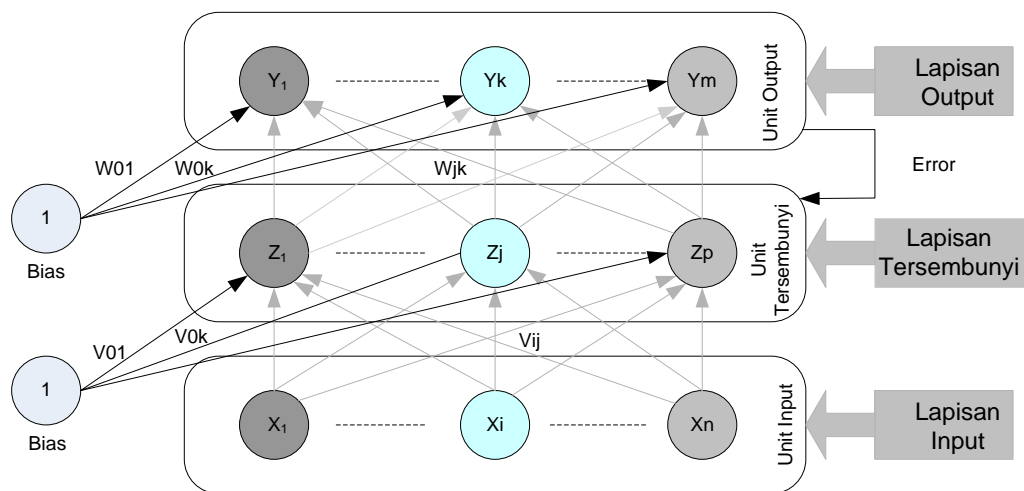 Y1
Yk
Ym
Unit Output
Lapisan
Output
W01
W0k
Wjk
Error
1
Bias
Z1
Zj
Zp
Unit
Tersembunyi
Lapisan
Tersembunyi
V01
V0k
Vij
1
Bias
X1
Xi
Xn
Unit Input
Lapisan
Input